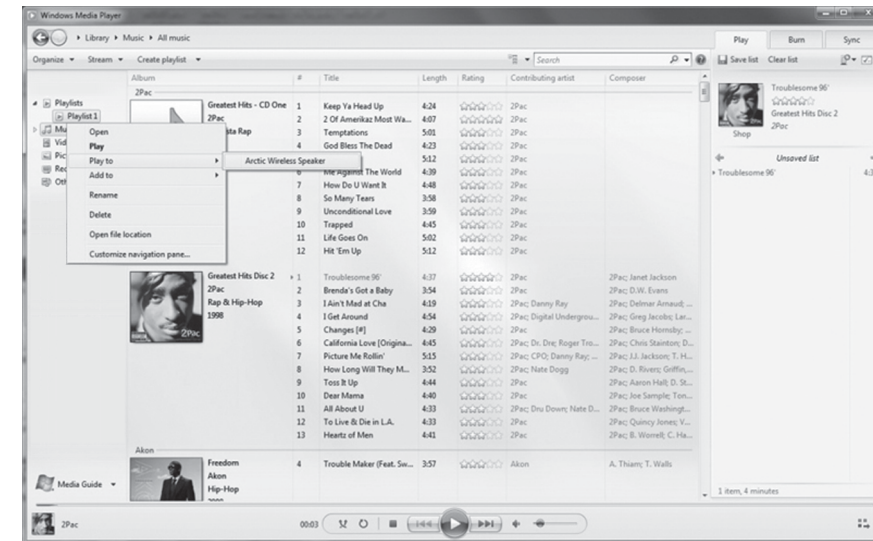 Windows Media Player
Library Music All music
Play Burn Sync
Organize Stream Create playlist Search Save list Clear list
Album # Title Length Rating Contributing artist Composer
2Pac
Playlists
Playlist 1
Greatest Hits - CD One 1 Keep Ya Head Up 4:24 2Pac
2Pac 2 2 Of Amerikaz Most Wa... 4:07 2Pac
sta Rap 3 Temptations 5:01 2Pac
4 God Bless The Dead 4:23 2Pac
5:12 2Pac
6 Me Against The World 4:39 2Pac
7 How Do U Want It 4:48 2Pac
8 So Many Tears 3:58 2Pac
9 Unconditional Love 3:59 2Pac
10 Trapped 4:45 2Pac
11 Life Goes On 5:02 2Pac
12 Hit 'Em Up 5:12 2Pac
Mu
Vid
Pic
Rec
Oth
Open
Play
Play to Arctic Wireless Speaker
Add to
Rename
Delete
Open file location
Customize navigation pane...
Greatest Hits Disc 2 1 Troublesome 96' 4:37 2Pac 2Pac; Janet Jackson
2Pac 2 Brenda's Got a Baby 3:54 2Pac 2Pac; D.W. Evans
Rap & Hip-Hop 3 I Ain't Mad at Cha 4:19 2Pac; Danny Ray 2Pac; Delmar Arnaud; ...
1998 4 I Get Around 4:54 2Pac; Digital Undergrou... 2Pac; Greg Jacobs; Lar...
5 Changes [#] 4:29 2Pac 2Pac; Bruce Hornsby; ...
6 California Love [Origina... 4:45 2Pac; Dr. Dre; Roger Tro... 2Pac; Chris Stainton; D...
7 Picture Me Rollin' 5:15 2Pac; CPO; Danny Ray; ... 2Pac; J.J. Jackson; T. H...
8 How Long Will They M... 3:52 2Pac; Nate Dogg 2Pac; D. Rivers; Griffin,...
9 Toss It Up 4:44 2Pac 2Pac; Aaron Hall; D. St...
10 Dear Mama 4:40 2Pac 2Pac; Joe Sample; Ton...
11 All About U 4:33 2Pac; Dru Down; Nate D... 2Pac; Bruce Washingt...
12 To Live & Die in L.A. 4:33 2Pac 2Pac; Quincy Jones; V...
13 Heartz of Men 4:41 2Pac 2Pac; B. Worrell; C. Ha...
2Pac
Akon
Freedom 4 Trouble Maker (Feat. Sw... 3:57 Akon A. Thiam; T. Walls
Akon
Hip-Hop
Media Guide
Troublesome 96'
Greatest Hits Disc 2
2Pac
Shop
Unsaved list
Troublesome 96' 4:3
1 item, 4 minutes
2Pac 00:03